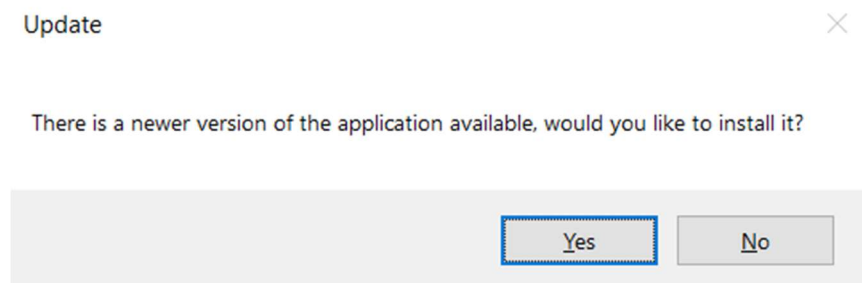 Update
There is a newer version of the application available, would you like to install it?
Yes
No